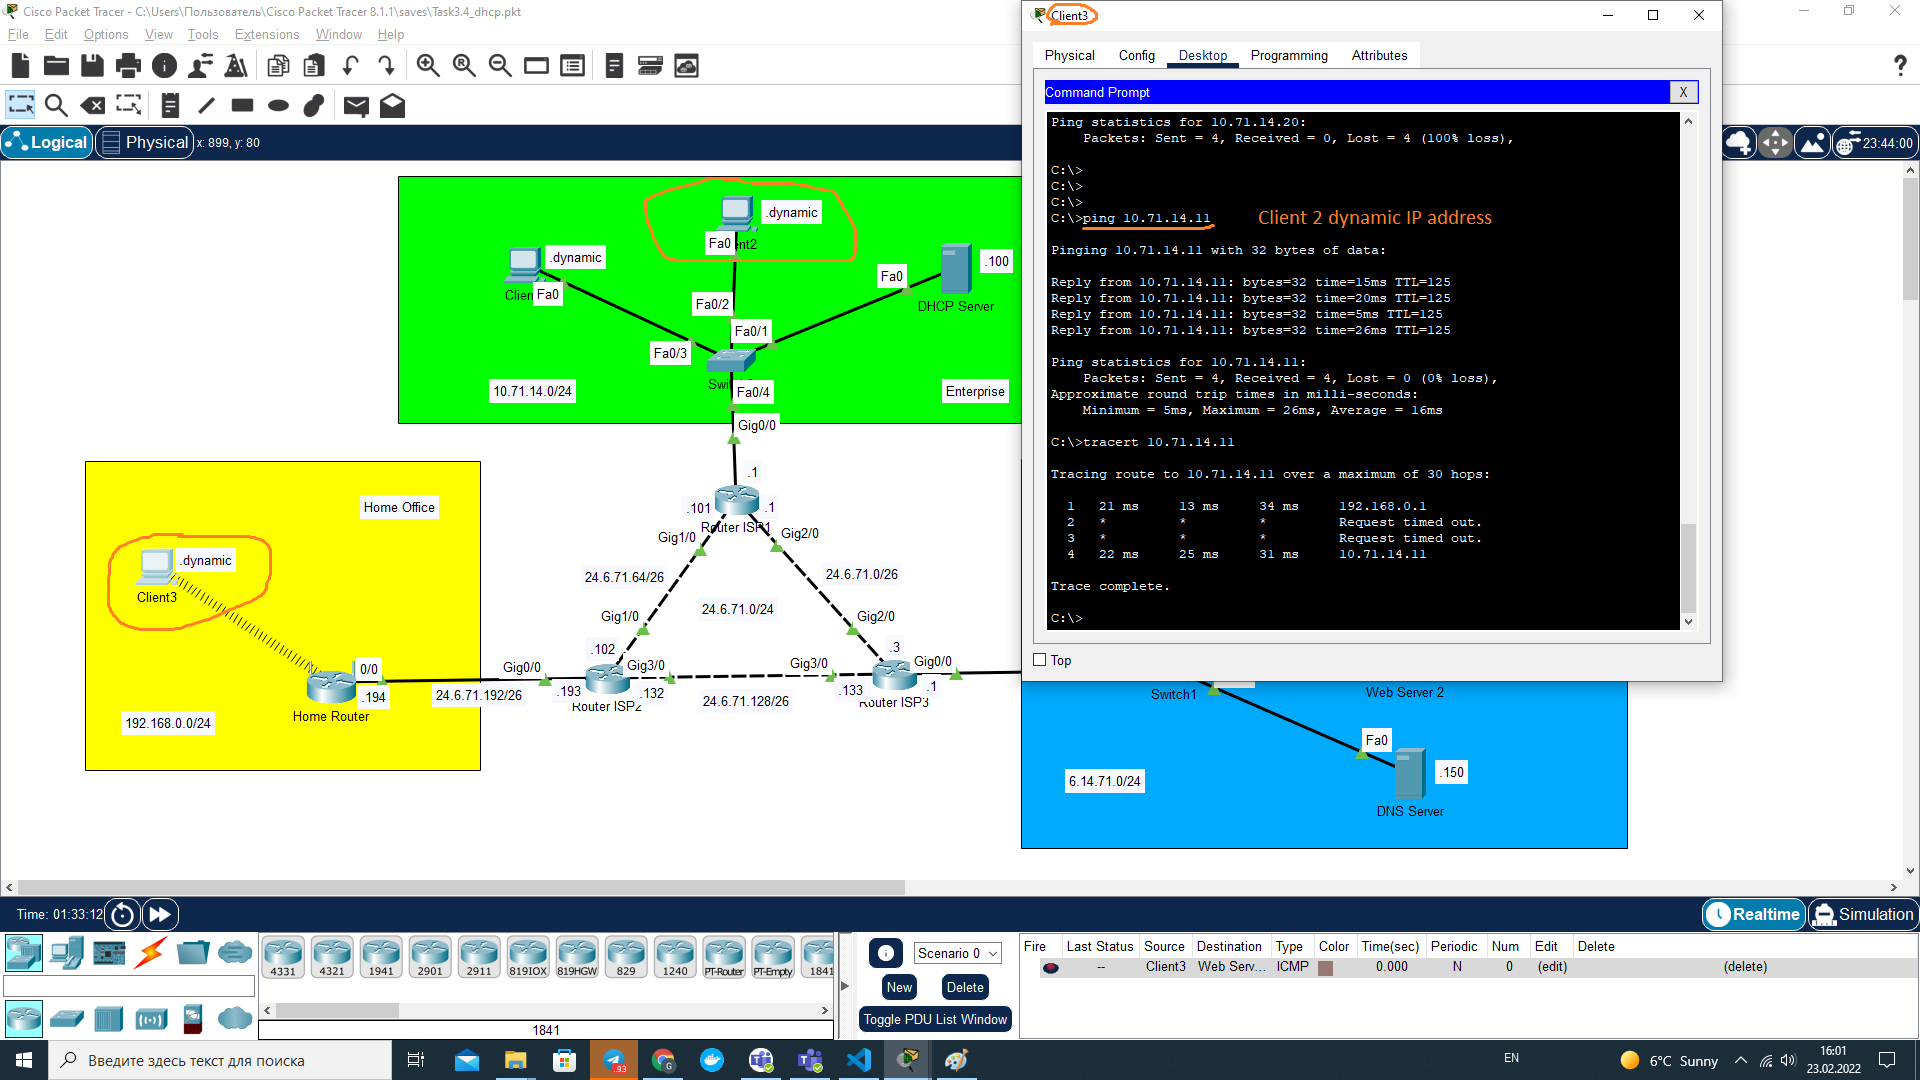 Cisco Packet Tracer - C:\Users\Пользователь\Cisco Packet Tracer 8.1.1\saves\Task3.4_dhcp.pkt
File Edit Options View Tools Extensions Window Help
Logical Physical x: 899, y: 80
23:44:00
Client3
Physical Config Desktop Programming Attributes
Command Prompt X
Ping statistics for 10.71.14.20:
Packets: Sent = 4, Received = 0, Lost = 4 (100% loss),
C:\>
C:\>
C:\>
C:\>ping 10.71.14.11
Client 2 dynamic IP address
Pinging 10.71.14.11 with 32 bytes of data:
Reply from 10.71.14.11: bytes=32 time=15ms TTL=125
Reply from 10.71.14.11: bytes=32 time=20ms TTL=125
Reply from 10.71.14.11: bytes=32 time=5ms TTL=125
Reply from 10.71.14.11: bytes=32 time=26ms TTL=125
Ping statistics for 10.71.14.11:
Packets: Sent = 4, Received = 4, Lost = 0 (0% loss),
Approximate round trip times in milli-seconds:
Minimum = 5ms, Maximum = 26ms, Average = 16ms
C:\>tracert 10.71.14.11
Tracing route to 10.71.14.11 over a maximum of 30 hops:
1 21 ms 13 ms 34 ms 192.168.0.1
2 * * * Request timed out.
3 * * * Request timed out.
4 22 ms 25 ms 31 ms 10.71.14.11
Trace complete.
C:\>
Top
.dynamic
Fa0
.dynamic
Fa0
Fa0
.100
DHCP Server
Fa0/2
Fa0/1
Fa0/3
Fa0/4
10.71.14.0/24
Enterprise
Gig0/0
.1
.101
.1
Router ISP1
Gig1/0
Gig2/0
24.6.71.64/26
24.6.71.0/26
24.6.71.0/24
Gig1/0
Gig2/0
.102
.3
Gig0/0
Gig3/0
Gig3/0
Gig0/0
.193
.132
.133
.1
24.6.71.192/26
24.6.71.128/26
Router ISP2
Router ISP3
Home Office
.dynamic
Client3
0/0
.194
Home Router
192.168.0.0/24
Switch1
Web Server 2
Fa0
.150
6.14.71.0/24
DNS Server
Time: 01:33:12
Realtime Simulation
4331 4321 1941 2901 2911 819IOX 819HGW 829 1240 PT-Router PT-Empty 1841
1841
Scenario 0
New Delete
Toggle PDU List Window
Fire Last Status Source Destination Type Color Time(sec) Periodic Num Edit Delete
-- Client3 Web Serv... ICMP 0.000 N 0 (edit) (delete)
Введите здесь текст для поиска
.93
EN
6°C Sunny
16:01
23.02.2022